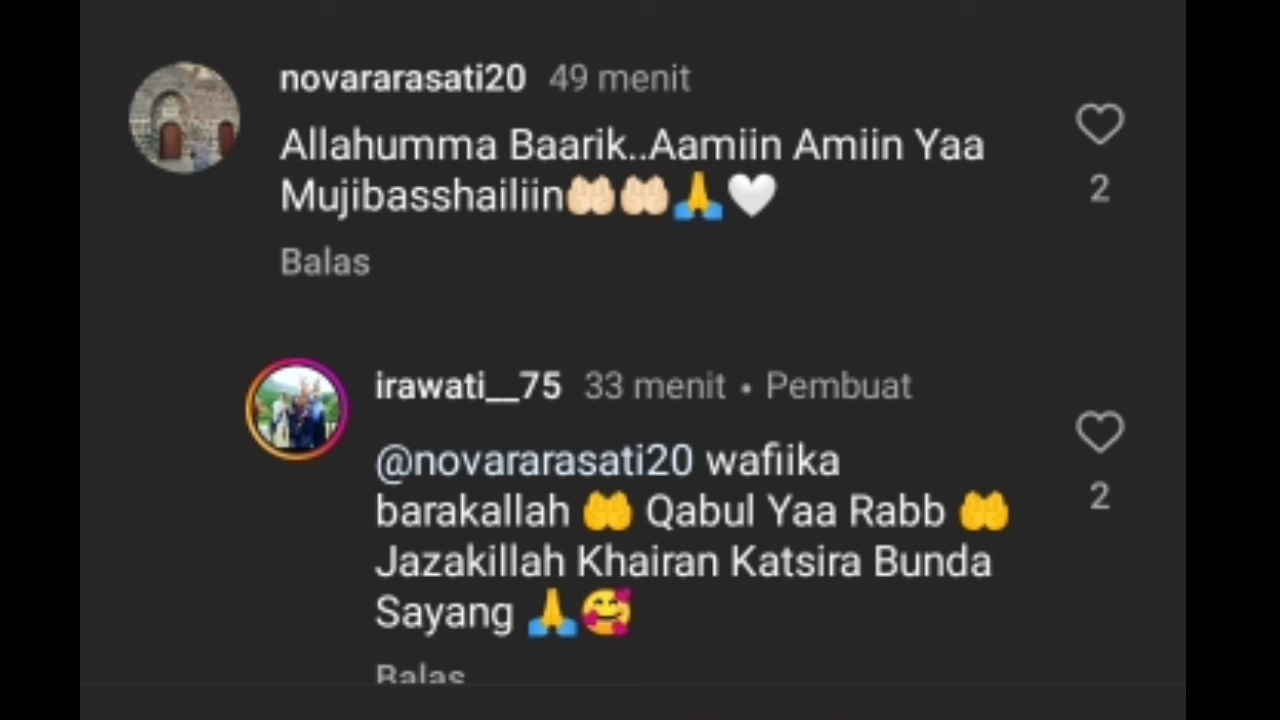 novararasati20 49 menit
Allahumma Baarik..Aamiin Amiin Yaa
Mujibasshailiin🤲🏻🤲🏻🙏🤍
2
Balas
irawati__75 33 menit • Pembuat
@novararasati20 wafiika
barakallah 🤲 Qabul Yaa Rabb 🤲
2
Jazakillah Khairan Katsira Bunda
Sayang 🙏🥰
Balas